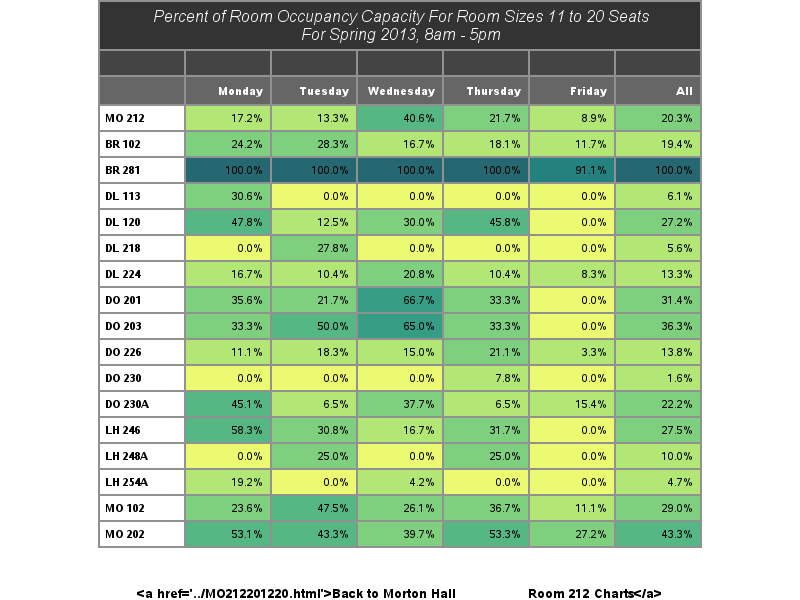 Percent of Room Occupancy Capacity For Room Sizes 11 to 20 Seats
For Spring 2013, 8am - 5pm
Monday Tuesday Wednesday Thursday Friday All
MO 212 17.2% 13.3% 40.6% 21.7% 8.9% 20.3%
BR 102 24.2% 28.3% 16.7% 18.1% 11.7% 19.4%
BR 281 100.0% 100.0% 100.0% 100.0% 91.1% 100.0%
DL 113 30.6% 0.0% 0.0% 0.0% 0.0% 6.1%
DL 120 47.8% 12.5% 30.0% 45.8% 0.0% 27.2%
DL 218 0.0% 27.8% 0.0% 0.0% 0.0% 5.6%
DL 224 16.7% 10.4% 20.8% 10.4% 8.3% 13.3%
DO 201 35.6% 21.7% 66.7% 33.3% 0.0% 31.4%
DO 203 33.3% 50.0% 65.0% 33.3% 0.0% 36.3%
DO 226 11.1% 18.3% 15.0% 21.1% 3.3% 13.8%
DO 230 0.0% 0.0% 0.0% 7.8% 0.0% 1.6%
DO 230A 45.1% 6.5% 37.7% 6.5% 15.4% 22.2%
LH 246 58.3% 30.8% 16.7% 31.7% 0.0% 27.5%
LH 248A 0.0% 25.0% 0.0% 25.0% 0.0% 10.0%
LH 254A 19.2% 0.0% 4.2% 0.0% 0.0% 4.7%
MO 102 23.6% 47.5% 26.1% 36.7% 11.1% 29.0%
MO 202 53.1% 43.3% 39.7% 53.3% 27.2% 43.3%
<a href='../MO212201220.html'>Back to Morton Hall Room 212 Charts</a>